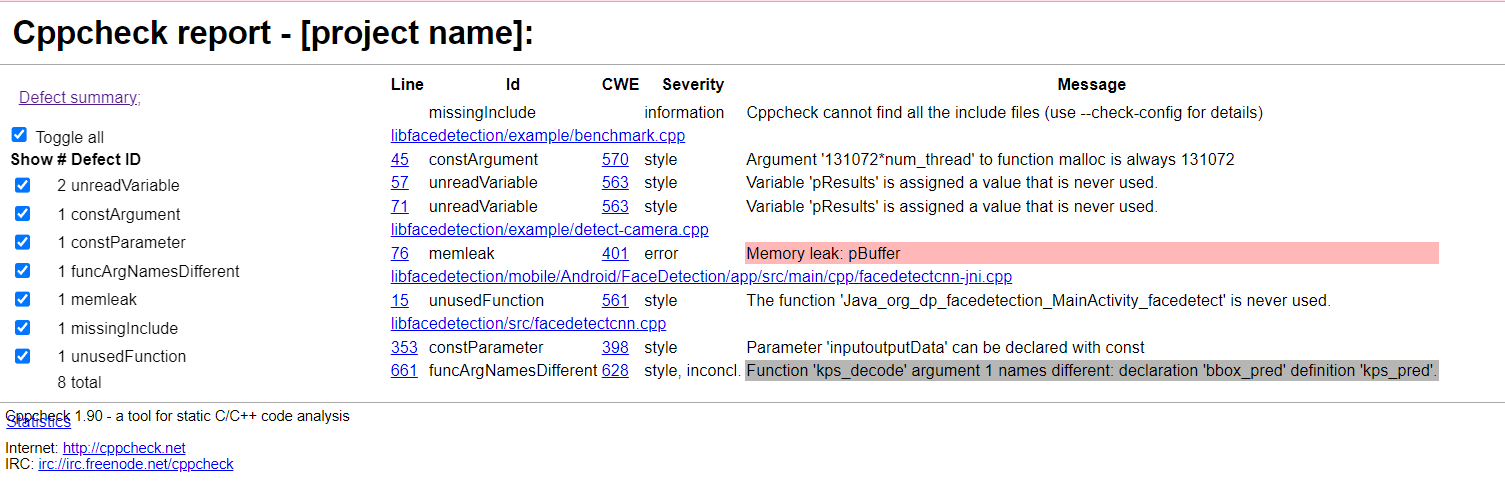 Cppcheck report - [project name]:
Defect summary;
Toggle all
Show # Defect ID
2 unreadVariable
1 constArgument
1 constParameter
1 funcArgNamesDifferent
1 memleak
1 missingInclude
1 unusedFunction
8 total
Statistics
Line Id CWE Severity Message
missingInclude information Cppcheck cannot find all the include files (use --check-config for details)
libfacedetection/example/benchmark.cpp
45 constArgument 570 style Argument '131072*num_thread' to function malloc is always 131072
57 unreadVariable 563 style Variable 'pResults' is assigned a value that is never used.
71 unreadVariable 563 style Variable 'pResults' is assigned a value that is never used.
libfacedetection/example/detect-camera.cpp
76 memleak 401 error Memory leak: pBuffer
libfacedetection/mobile/Android/FaceDetection/app/src/main/cpp/facedetectcnn-jni.cpp
15 unusedFunction 561 style The function 'Java_org_dp_facedetection_MainActivity_facedetect' is never used.
libfacedetection/src/facedetectcnn.cpp
353 constParameter 398 style Parameter 'inputoutputData' can be declared with const
661 funcArgNamesDifferent 628 style, inconcl. Function 'kps_decode' argument 1 names different: declaration 'bbox_pred' definition 'kps_pred'.
Cppcheck 1.90 - a tool for static C/C++ code analysis
Internet: http://cppcheck.net
IRC: irc://irc.freenode.net/cppcheck